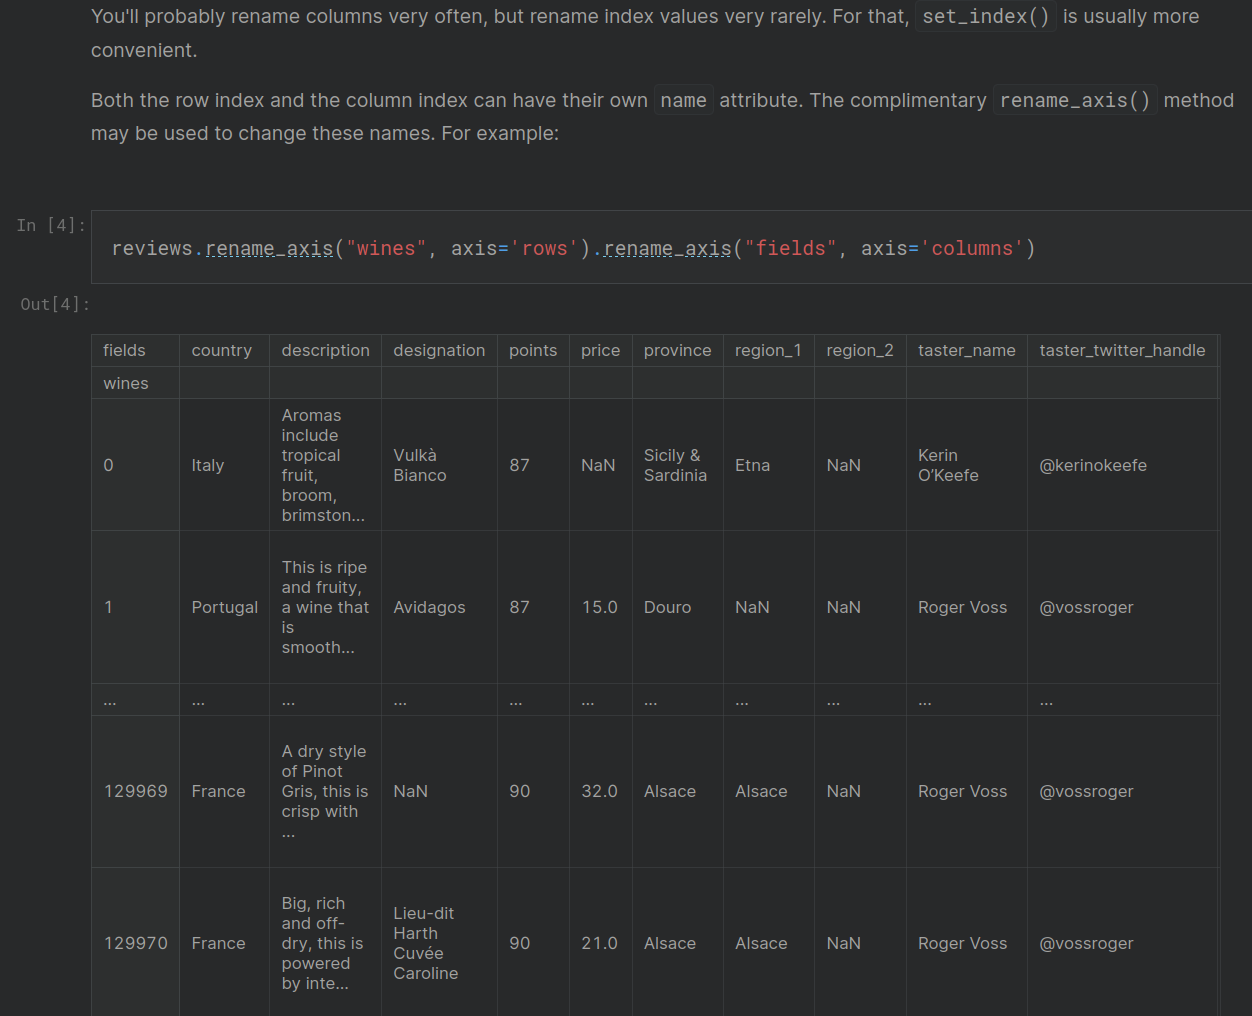 You'll probably rename columns very often, but rename index values very rarely. For that, set_index() is usually more
convenient.
Both the row index and the column index can have their own name attribute. The complimentary rename_axis() method
may be used to change these names. For example:
In [4]:
reviews.rename_axis("wines", axis='rows').rename_axis("fields", axis='columns')
Out[4]:
fields country description designation points price province region_1 region_2 taster_name taster_twitter_handle
wines
0 Italy Aromas include tropical fruit, broom, brimston... Vulkà Bianco 87 NaN Sicily & Sardinia Etna NaN Kerin O'Keefe @kerinokeefe
1 Portugal This is ripe and fruity, a wine that is smooth... Avidagos 87 15.0 Douro NaN NaN Roger Voss @vossroger
... ... ... ... ... ... ... ... ... ... ...
129969 France A dry style of Pinot Gris, this is crisp with ... NaN 90 32.0 Alsace Alsace NaN Roger Voss @vossroger
129970 France Big, rich and off-dry, this is powered by inte... Lieu-dit Harth Cuvée Caroline 90 21.0 Alsace Alsace NaN Roger Voss @vossroger